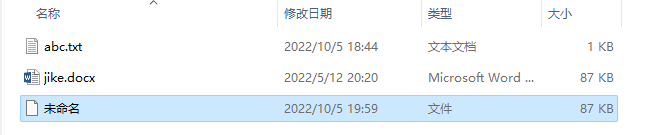 名称 修改日期 类型 大小
abc.txt 2022/10/5 18:44 文本文档 1 KB
jike.docx 2022/5/12 20:20 Microsoft Word ... 87 KB
未命名 2022/10/5 19:59 文件 87 KB